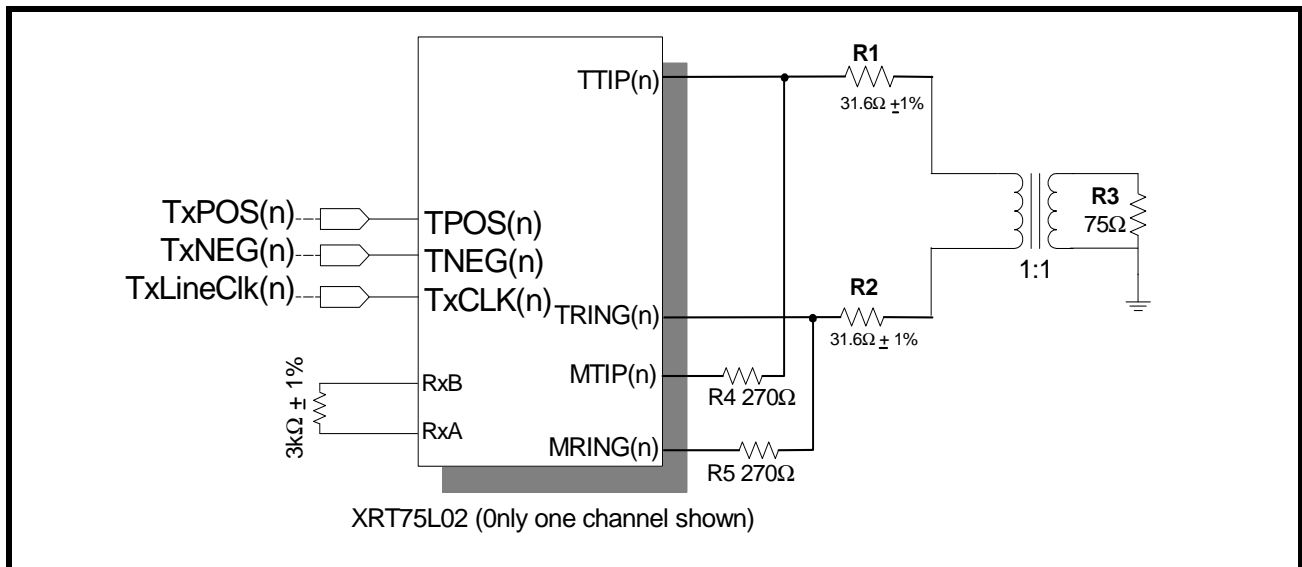 TTIP(n)
R1
31.6Ω ±1%
TxPOS(n)
TPOS(n)
TxNEG(n)
TNEG(n)
TxLineClk(n)
TxCLK(n)
R3
75Ω
1:1
TRING(n)
R2
31.6Ω ± 1%
MTIP(n)
R4 270Ω
RxB
3kΩ ± 1%
RxA
MRING(n)
R5 270Ω
XRT75L02 (0nly one channel shown)